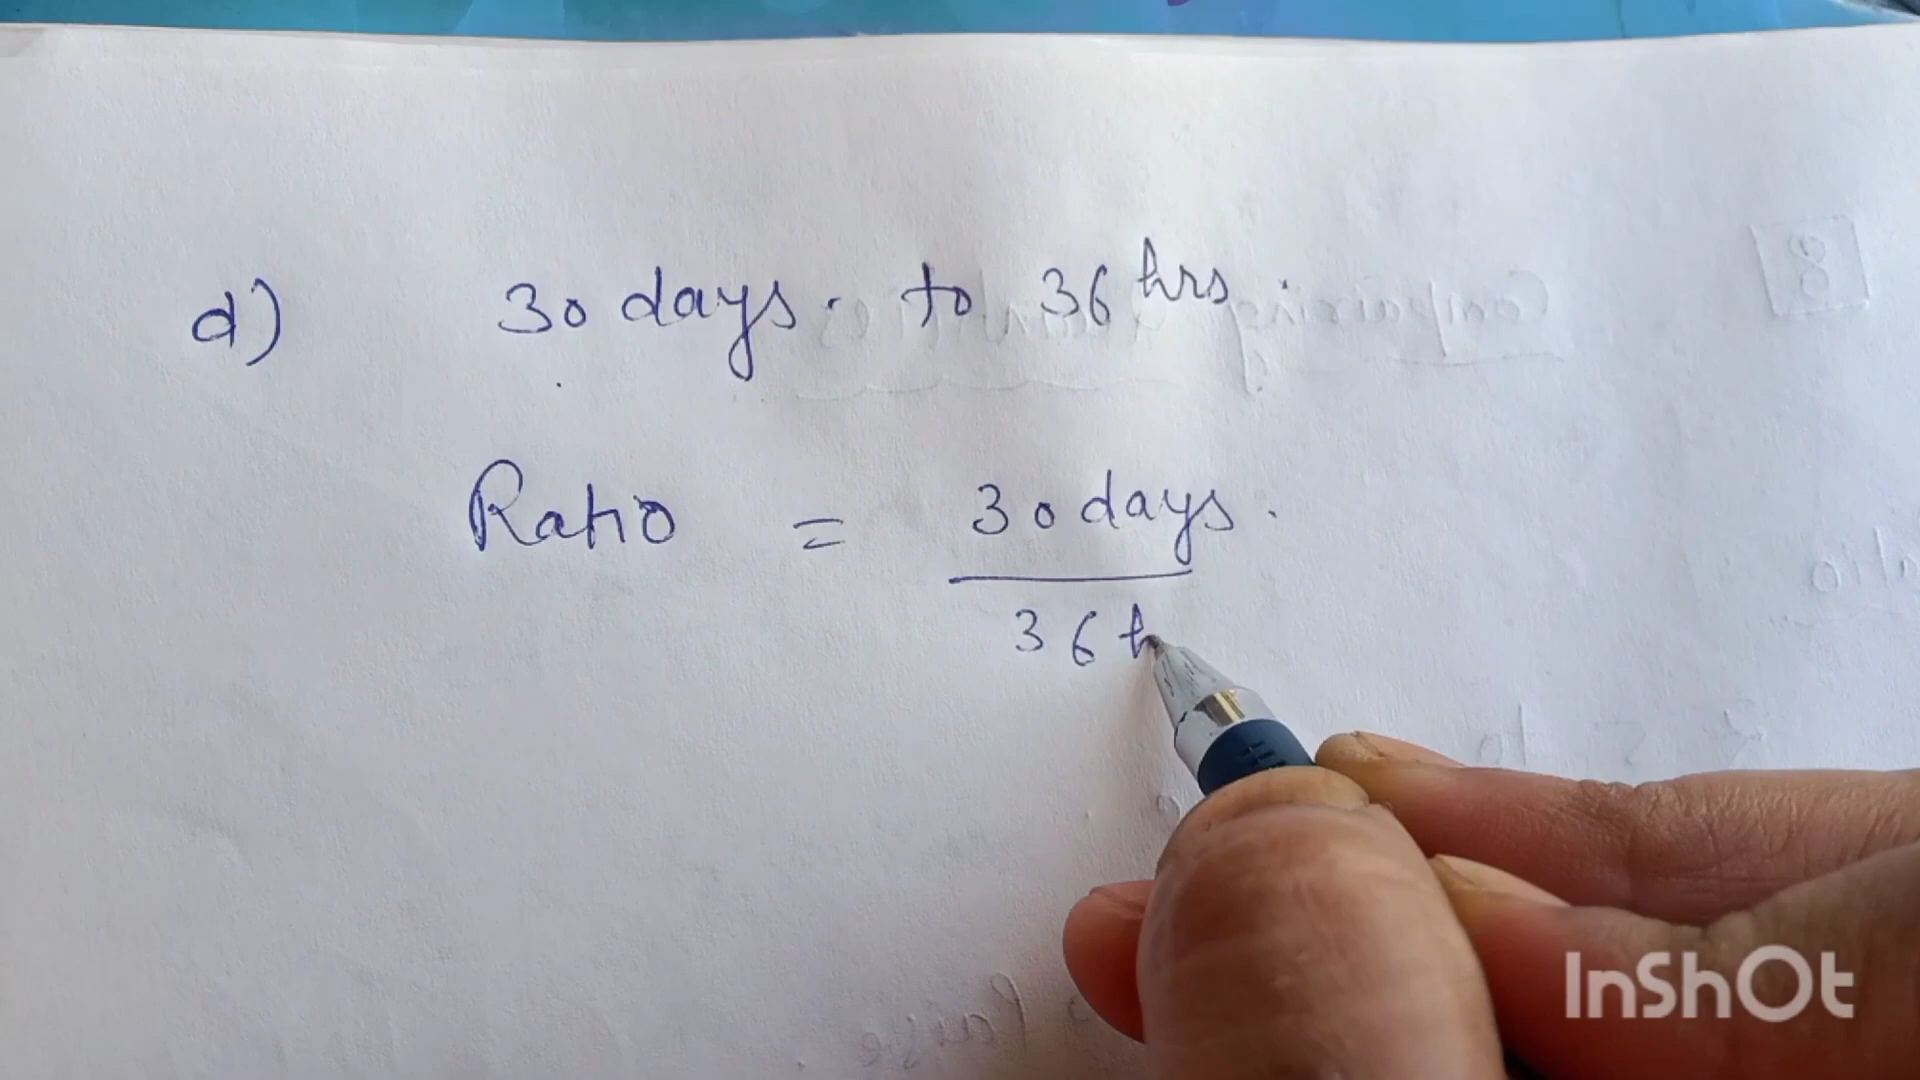 d) 30 days. to 36 hrs.
Ratio = 30 days.
36 h
InShOt